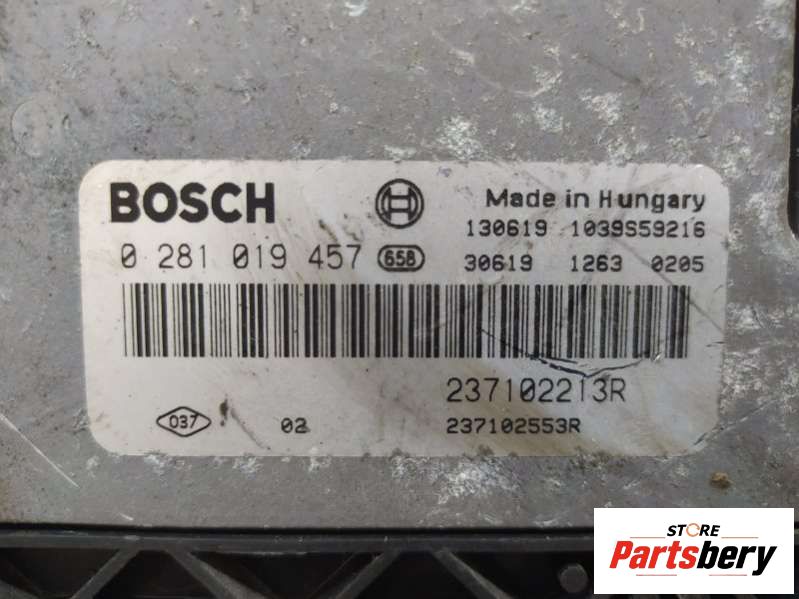 BOSCH
Made in Hungary
130619 1039S59216
0 281 019 457 658
30619 1263 0205
237102213R
037 02 237102553R
STORE
Partsbery